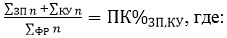 ∑ЗП n + ∑КУ n
∑ФР n
= ПК%ЗП,КУ, где: